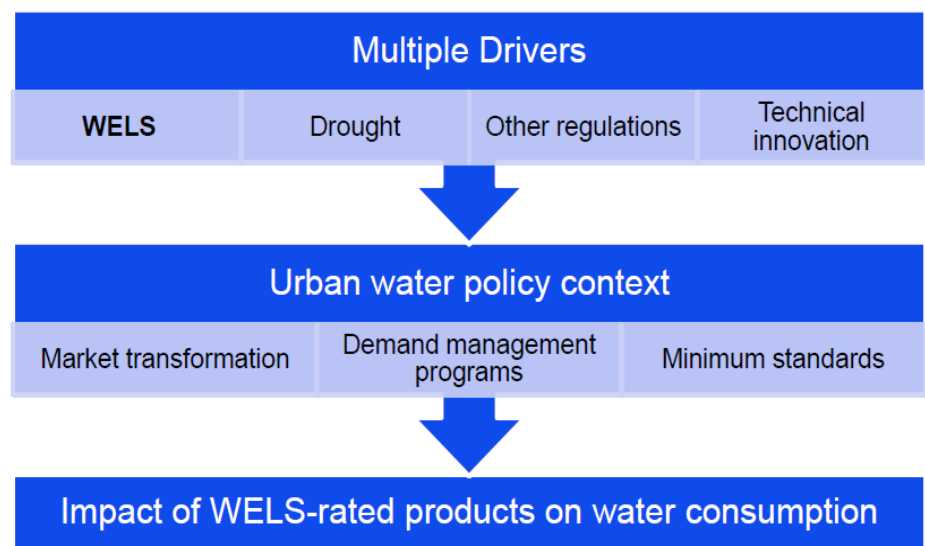 Multiple Drivers
WELS
Drought
Other regulations
Technical
innovation
Urban water policy context
Market transformation
Demand management
programs
Minimum standards
Impact of WELS-rated products on water consumption